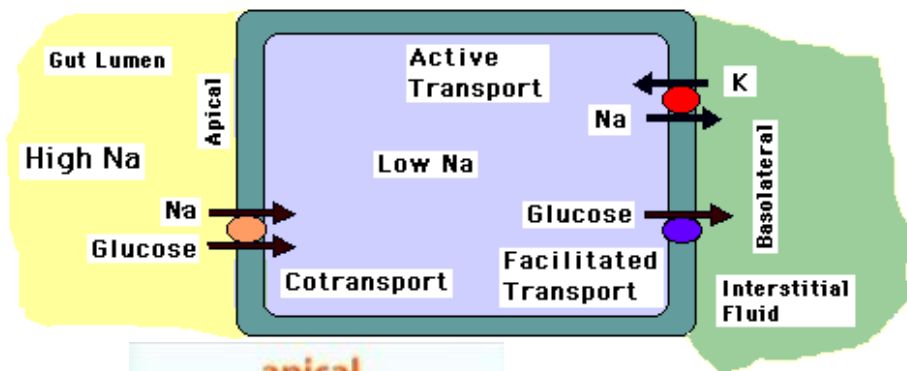 Gut Lumen
Apical
High Na
Na
Glucose
Active
Transport
Low Na
Cotransport
K
Na
Glucose
Facilitated
Transport
Basolateral
Interstitial
Fluid
apical